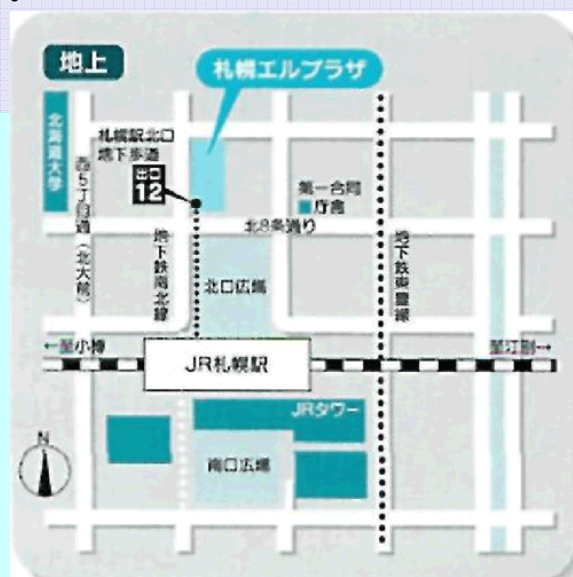 地上
札幌エルプラザ
北海道大学
札幌駅北口
地下歩道
出口
12
西5丁目通(北大前)
第一合同
庁舎
北8条通り
地下鉄南北線
地下鉄東豊線
北口広場
←至小樽
至江別→
JR札幌駅
JRタワー
南口広場
N